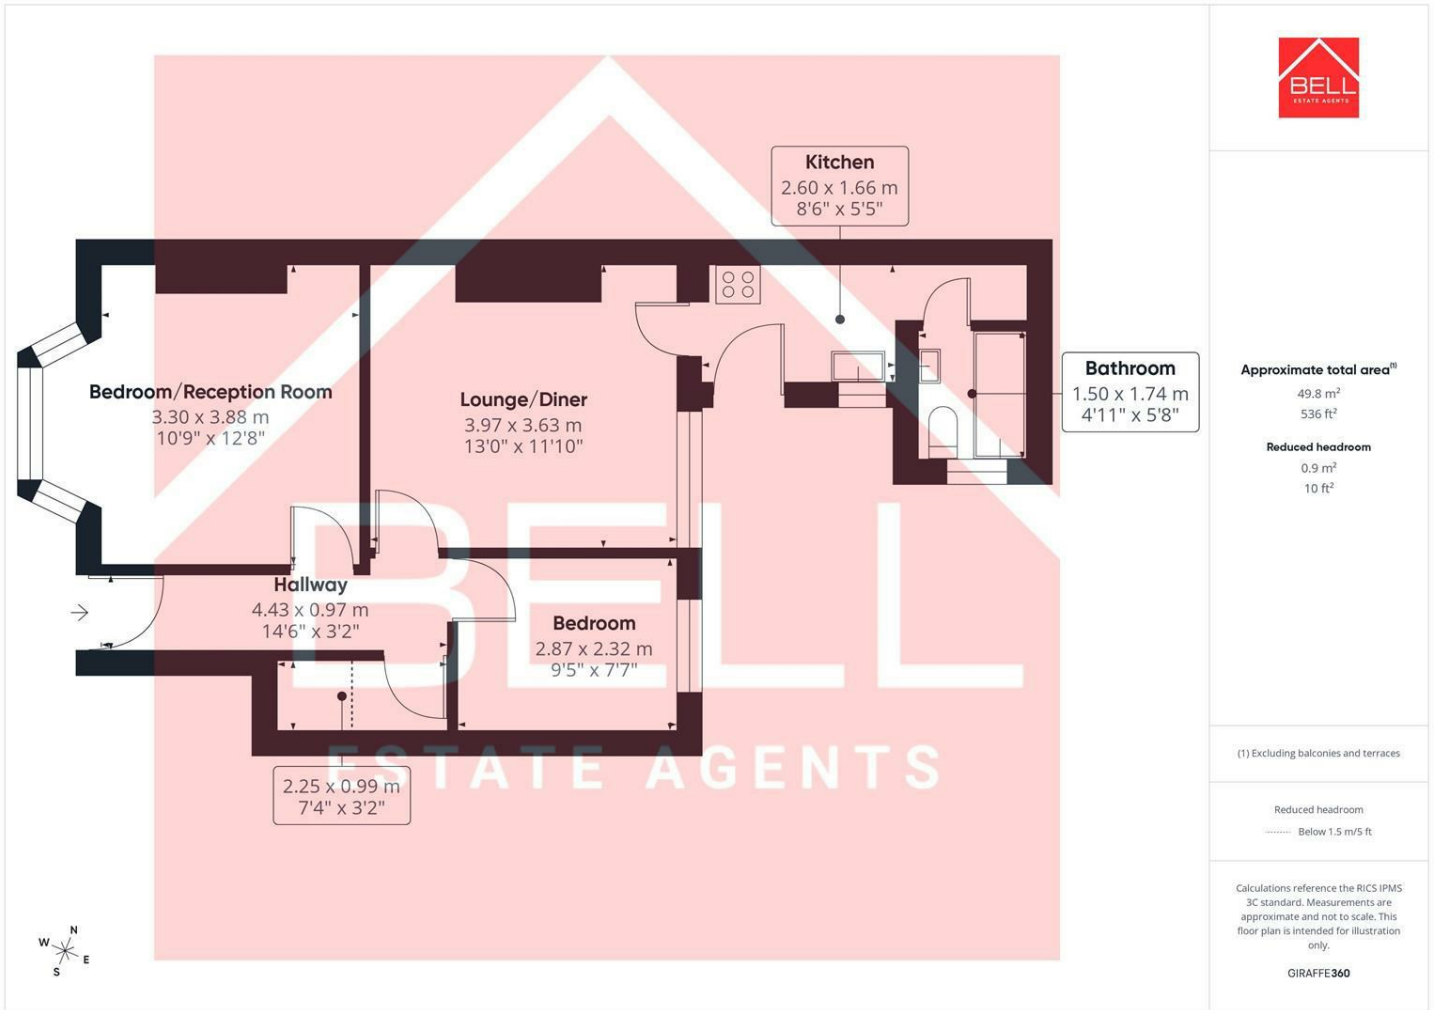 Kitchen
2.60 x 1.66 m
8'6" x 5'5"
Bedroom/Reception Room
3.30 x 3.88 m
10'9" x 12'8"
Lounge/Diner
3.97 x 3.63 m
13'0" x 11'10"
Bathroom
1.50 x 1.74 m
4'11" x 5'8"
Hallway
4.43 x 0.97 m
14'6" x 3'2"
Bedroom
2.87 x 2.32 m
9'5" x 7'7"
2.25 x 0.99 m
7'4" x 3'2"
BELL
ESTATE AGENTS
N
W
E
S
BELL
ESTATE AGENTS
Approximate total area(1)
49.8 m²
536 ft²
Reduced headroom
0.9 m²
10 ft²
(1) Excluding balconies and terraces
Reduced headroom
Below 1.5 m/5 ft
Calculations reference the RICS IPMS
3C standard. Measurements are
approximate and not to scale. This
floor plan is intended for illustration
only.
GIRAFFE360